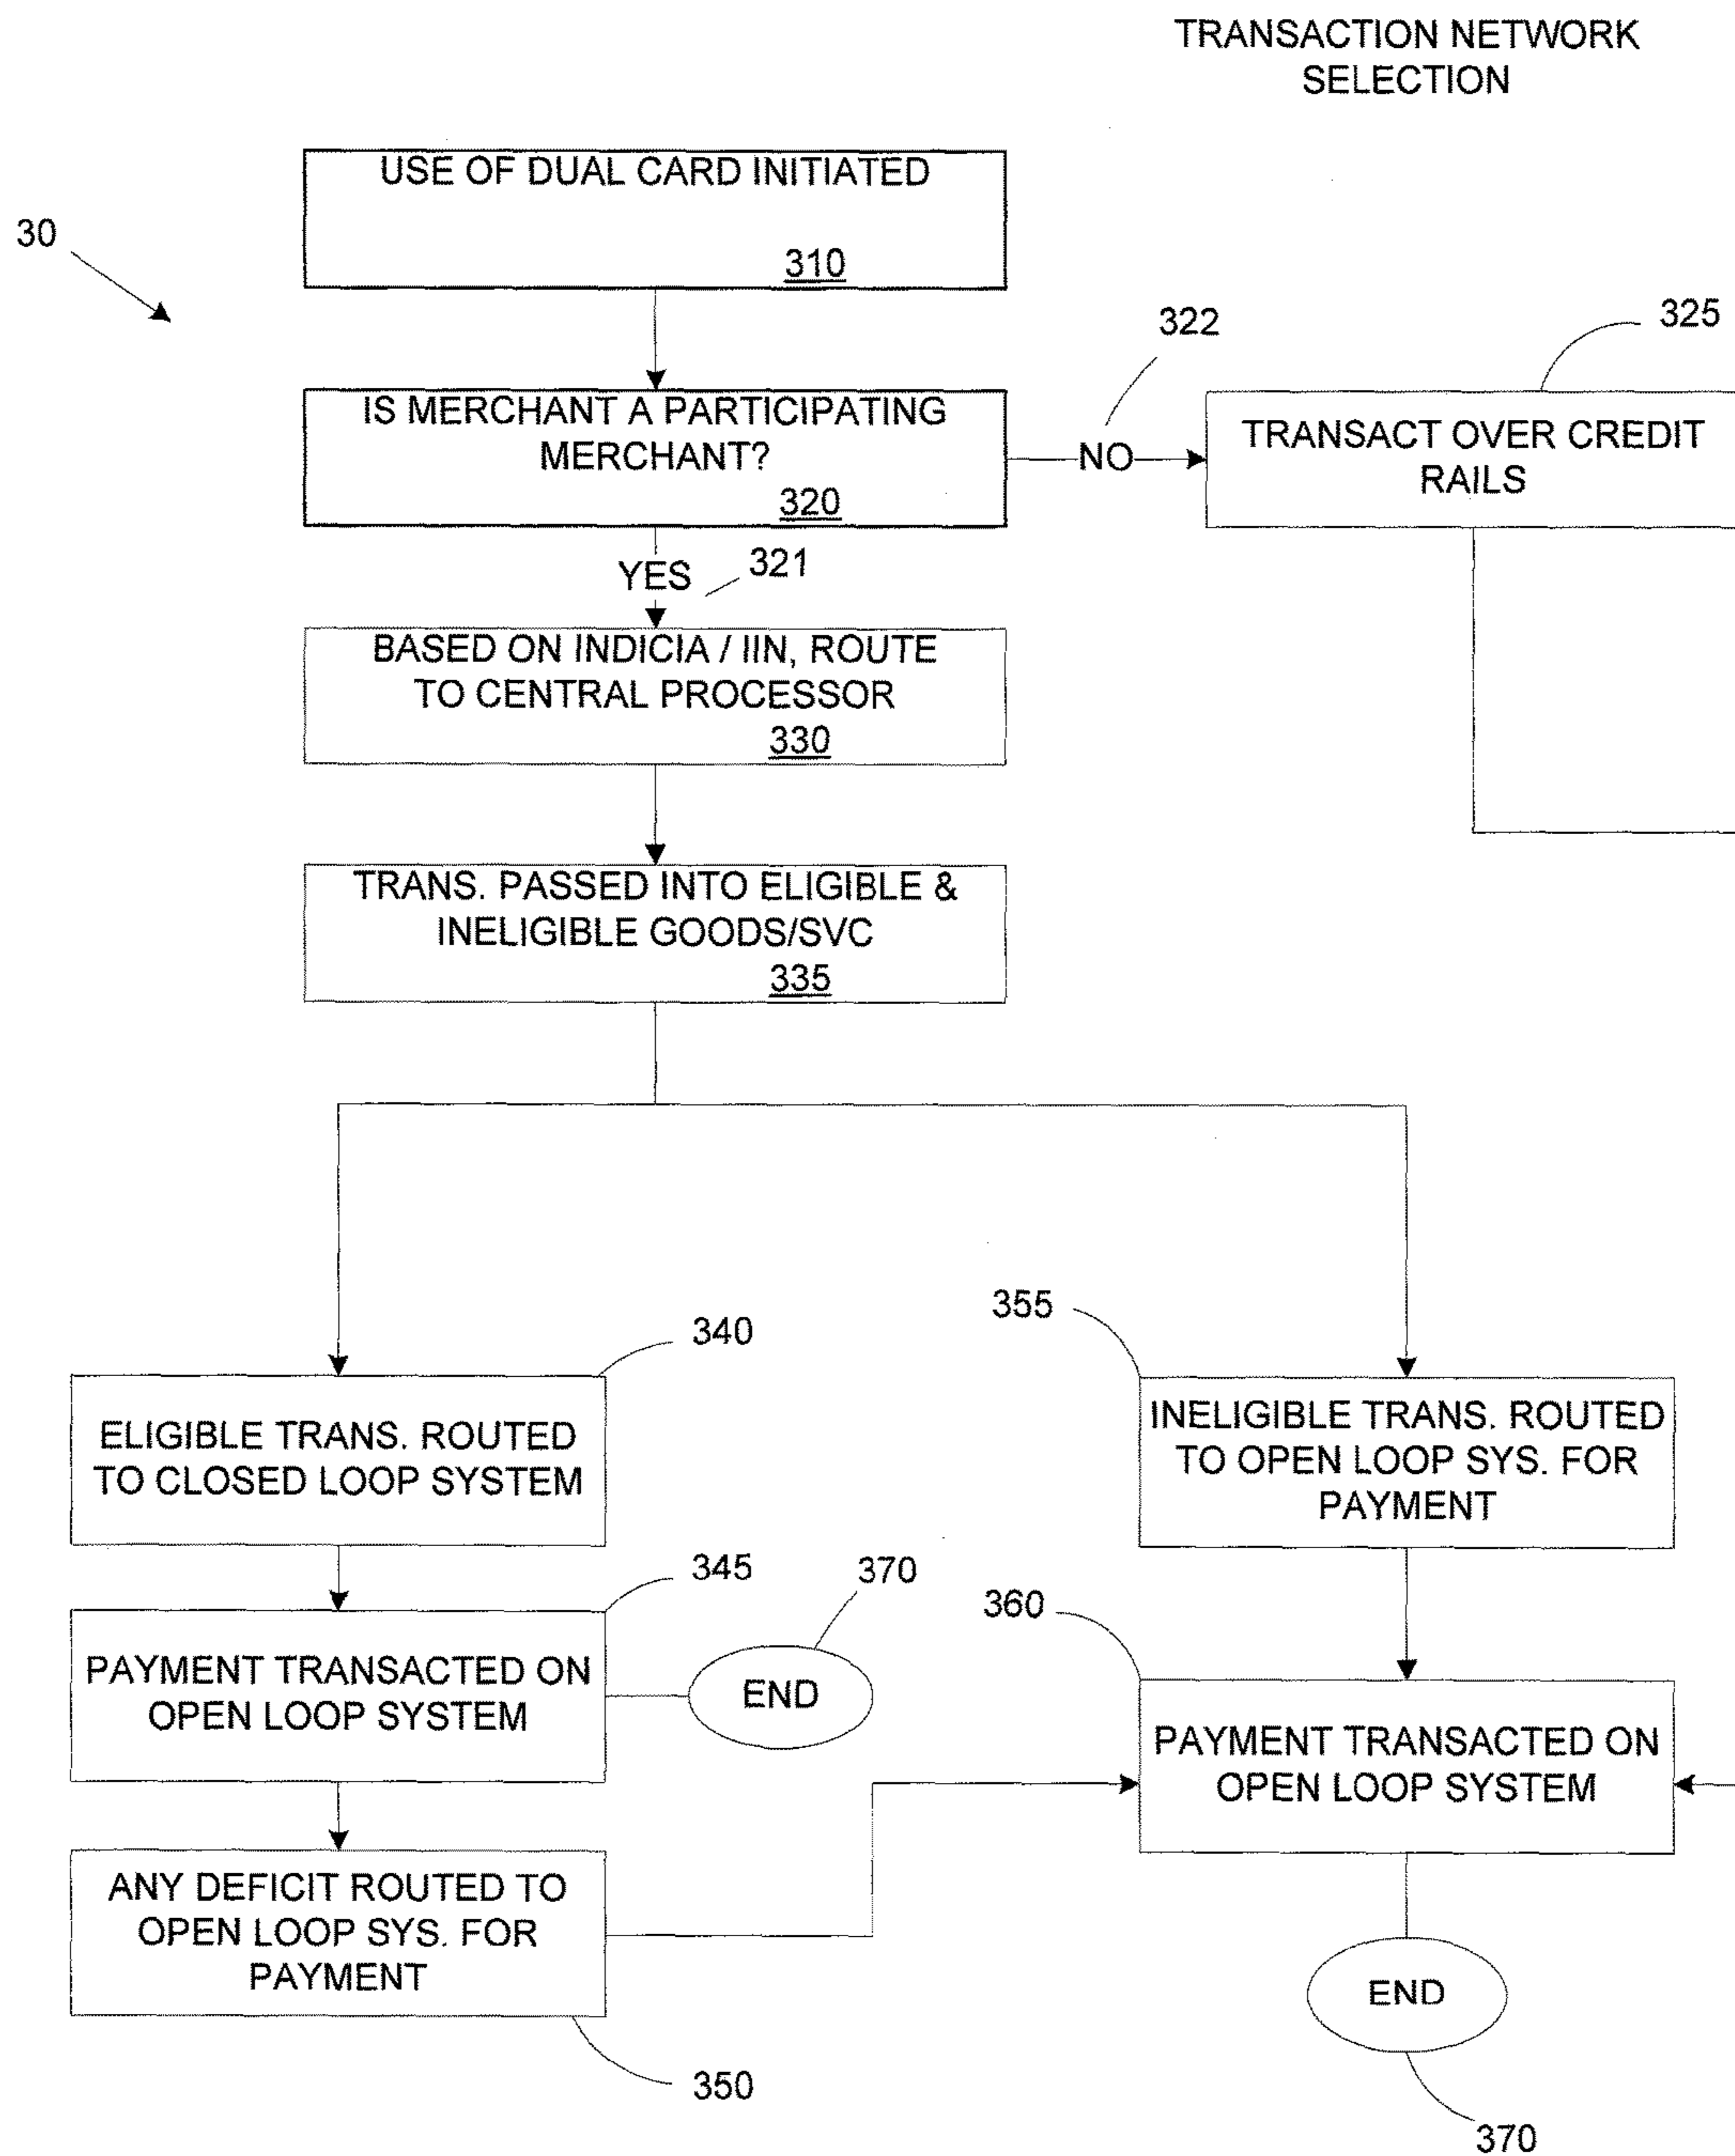 TRANSACTION NETWORK
SELECTION
USE OF DUAL CARD INITIATED
310
30
IS MERCHANT A PARTICIPATING
MERCHANT?
320
322
NO
325
TRANSACT OVER CREDIT
RAILS
YES
321
BASED ON INDICIA / IIN, ROUTE
TO CENTRAL PROCESSOR
330
TRANS. PASSED INTO ELIGIBLE &
INELIGIBLE GOODS/SVC
335
340
ELIGIBLE TRANS. ROUTED
TO CLOSED LOOP SYSTEM
355
INELIGIBLE TRANS. ROUTED
TO OPEN LOOP SYS. FOR
PAYMENT
345
PAYMENT TRANSACTED ON
OPEN LOOP SYSTEM
370
END
360
PAYMENT TRANSACTED ON
OPEN LOOP SYSTEM
ANY DEFICIT ROUTED TO
OPEN LOOP SYS. FOR
PAYMENT
350
END
370